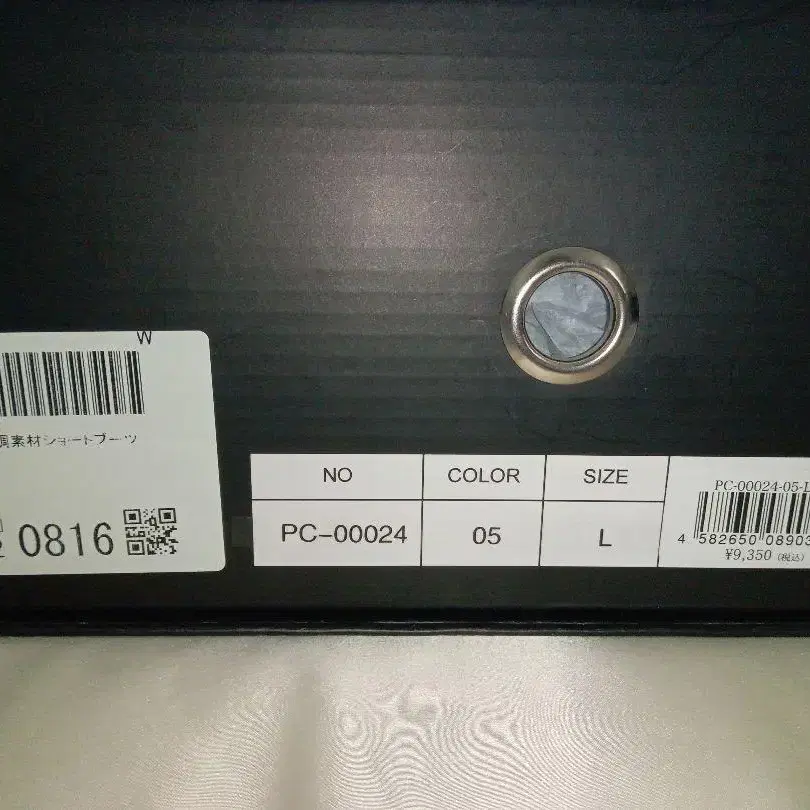 W
調素材ショートブーツ
0816
NO COLOR SIZE
PC-00024 05 L
PC-00024-05-L
4 582650 08903
¥9,350 (税込)